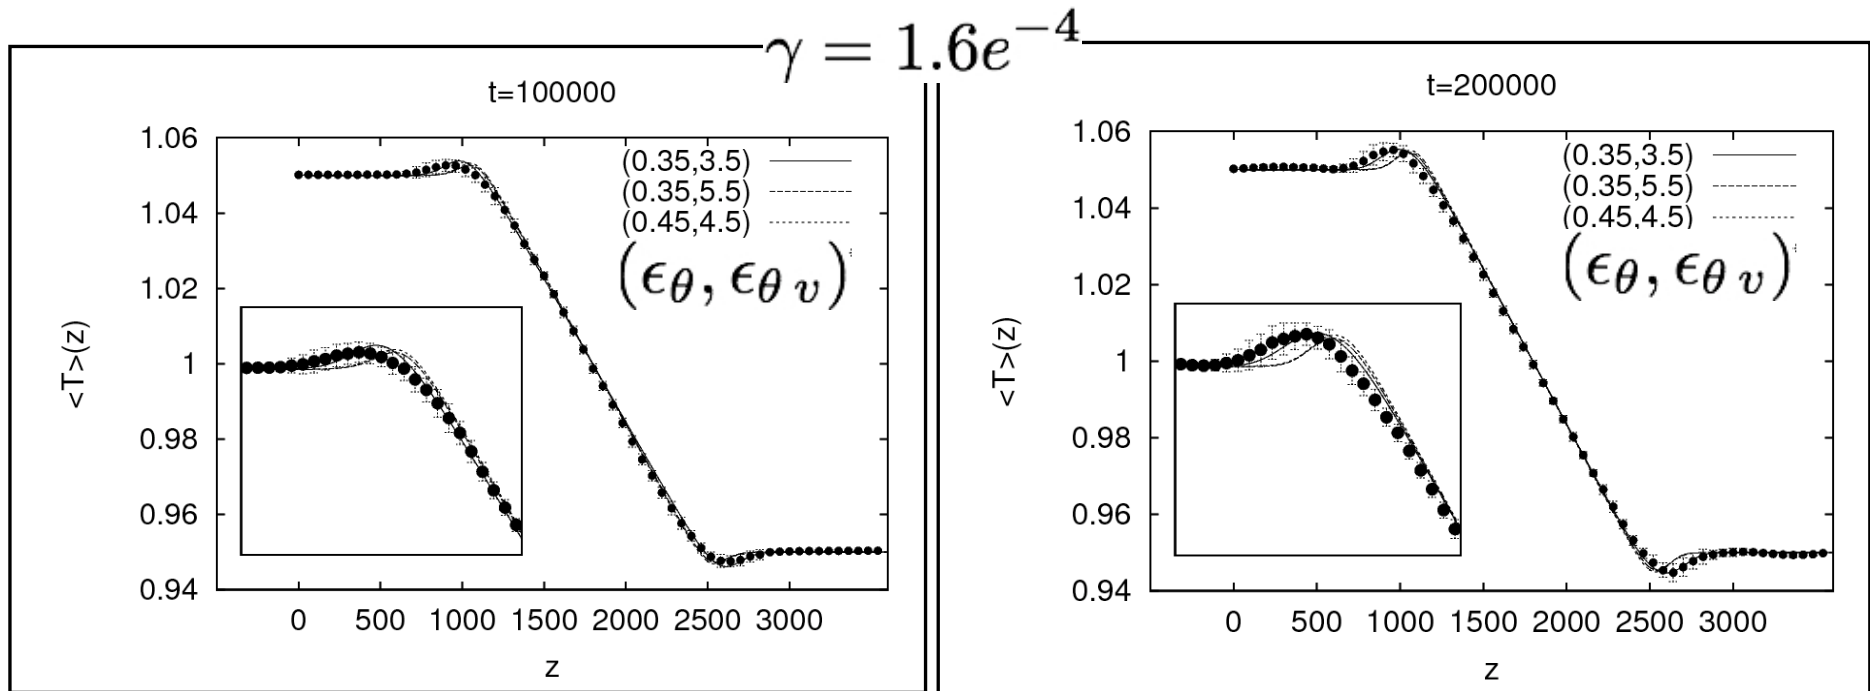 γ = 1.6e^{−4}
t=100000
1.06
1.04
1.02
1
0.98
0.96
0.94
<T>(z)
(0.35,3.5)
(0.35,5.5)
(0.45,4.5)
(ϵ_θ, ϵ_{θ v})
0 500 1000 1500 2000 2500 3000
z
t=200000
1.06
1.04
1.02
1
0.98
0.96
0.94
<T>(z)
(0.35,3.5)
(0.35,5.5)
(0.45,4.5)
(ϵ_θ, ϵ_{θ v})
0 500 1000 1500 2000 2500 3000
z